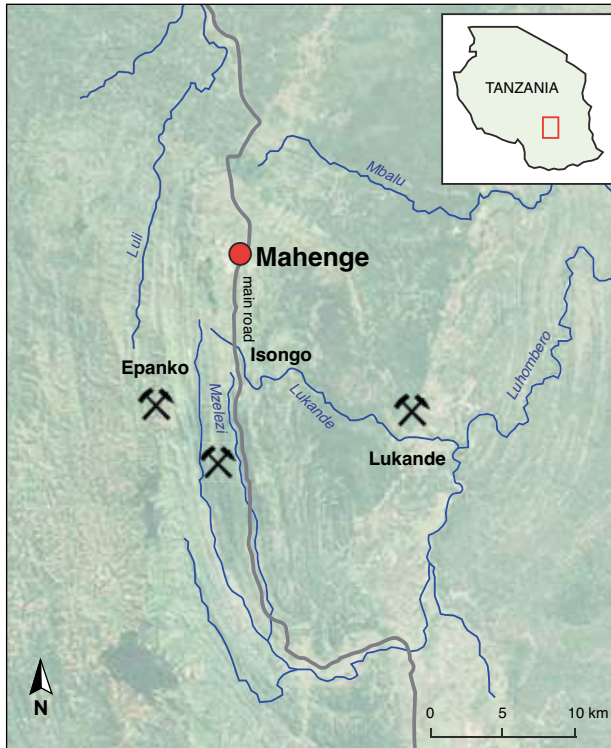 TANZANIA
Mbalu
Luli
Mahenge
main road
Isongo
Luhombero
Epanko
Mzelezi
Lukande
Lukande
N
0 5 10 km